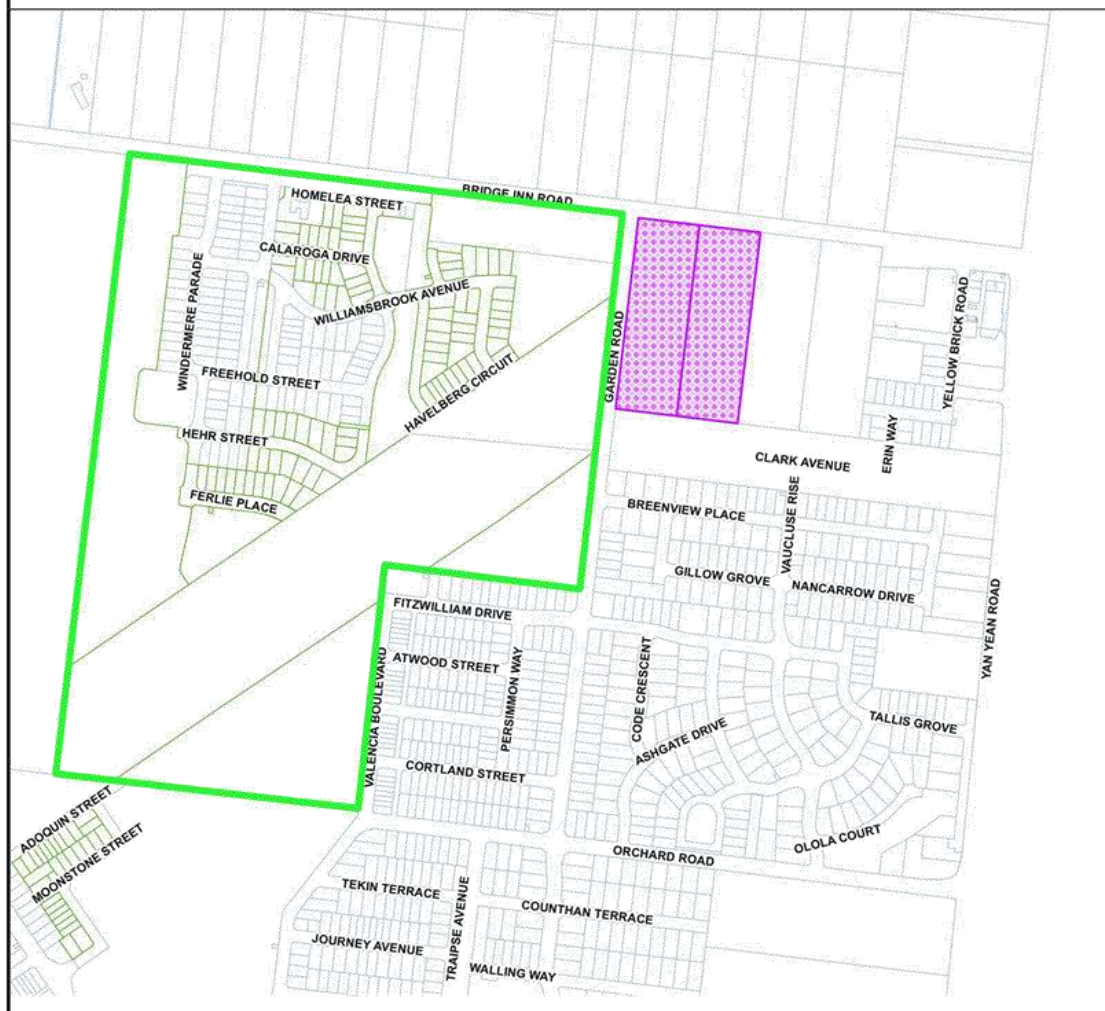 BRIDGE INN ROAD
HOMELEA STREET
CALAROGA DRIVE
WINDERMERE PARADE
WILLIAMSBROOK AVENUE
GARDEN ROAD
YELLOW BRICK ROAD
FREEHOLD STREET
HAVELBERG CIRCUIT
HEHR STREET
ERIN WAY
CLARK AVENUE
FERLIE PLACE
BREENVIEW PLACE
VAUCLUSE RISE
GILLOW GROVE
NANCARROW DRIVE
FITZWILLIAM DRIVE
YAN YEAN ROAD
ATWOOD STREET
PERSIMMON WAY
CODE CRESCENT
VALENCIA BOULEVARD
TALLIS GROVE
ASHGATE DRIVE
CORTLAND STREET
ADOQUIN STREET
OLOLA COURT
MOONSTONE STREET
ORCHARD ROAD
TEKIN TERRACE
TRAIPSE AVENUE
COUNTHAN TERRACE
JOURNEY AVENUE
WALLING WAY